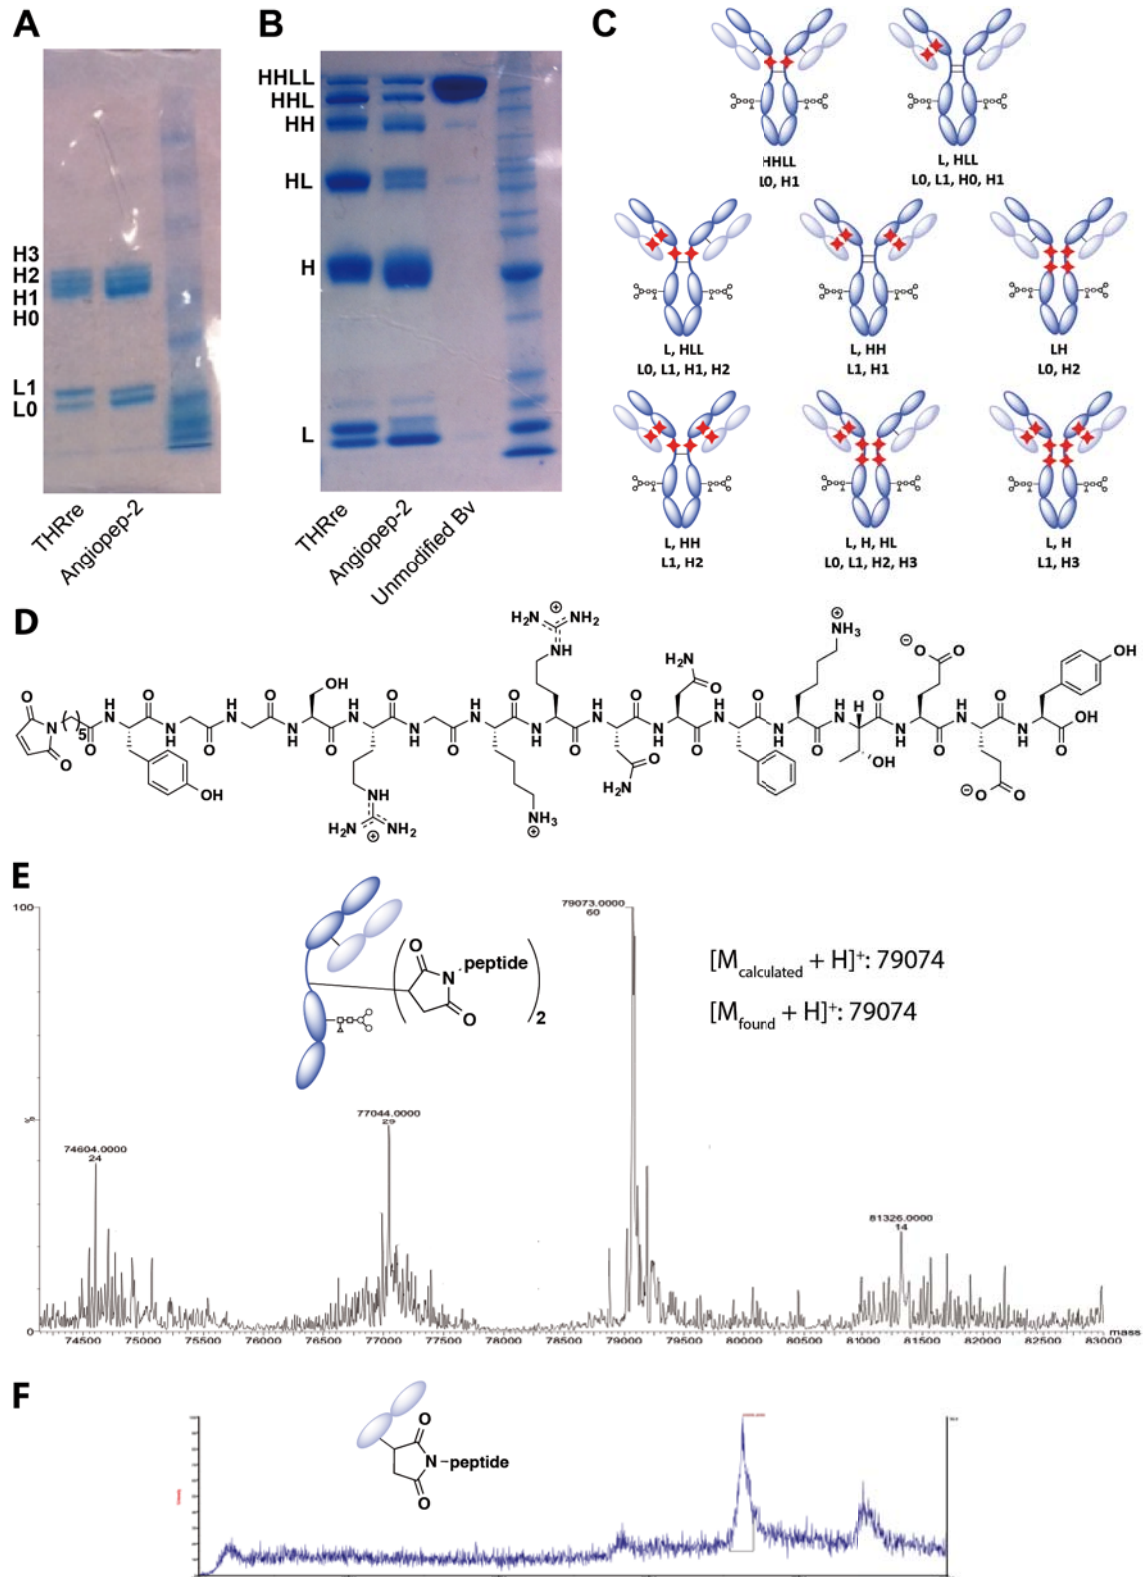 A
H3
H2
H1
H0
L1
L0
THRre
Angiopep-2
B
HHLL
HHL
HH
HL
H
L
THRre
Angiopep-2
Unmodified Bv
C
HHLL
L0, H1
L, HLL
L0, L1, H0, H1
L, HLL
L0, L1, H1, H2
L, HH
L1, H1
LH
L0, H2
L, HH
L1, H2
L, H, HL
L0, L1, H2, H3
L, H
L1, H3
D
E
100
%
0
74604.0000
24
77044.0000
29
79073.0000
60
81326.0000
14
peptide
2
[Mcalculated + H]+: 79074
[Mfound + H]+: 79074
74500 75000 75500 76000 76500 77000 77500 78000 78500 79000 79500 80000 80500 81000 81500 82000 82500 83000 mass
F
O
N-peptide
O